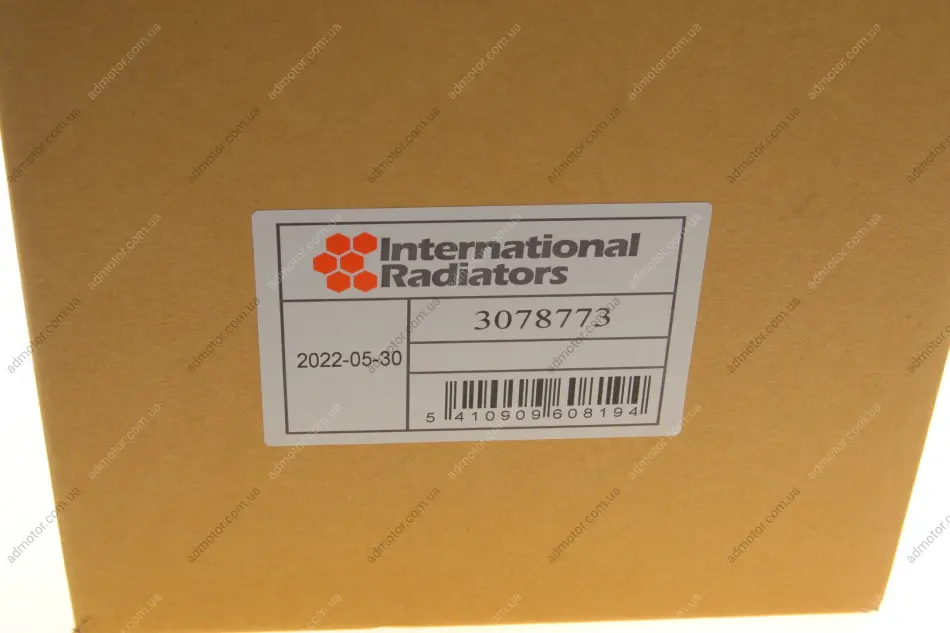 International
Radiators
3078773
2022-05-30
5 410909 608194
admotor.com.ua